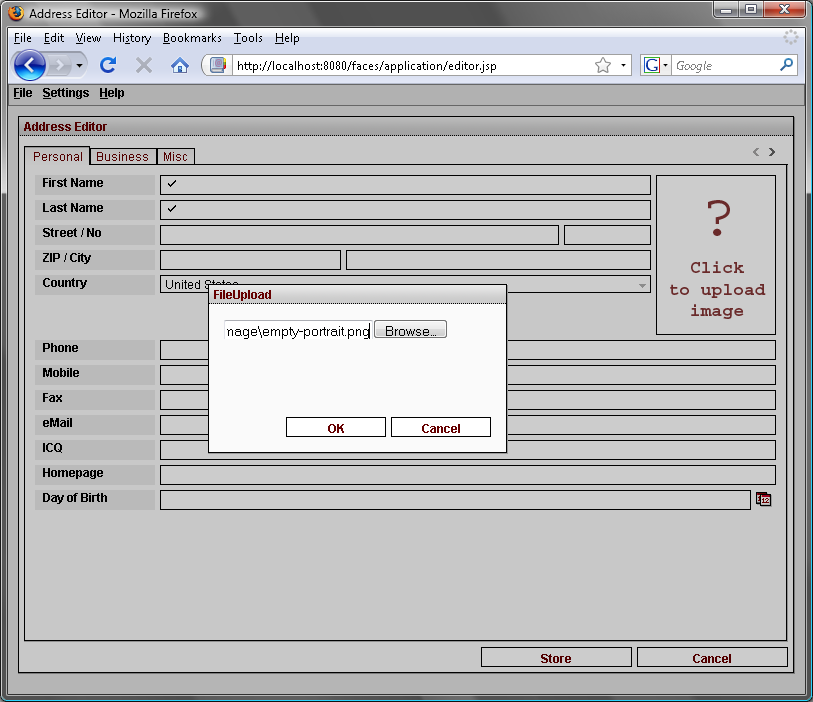 Address Editor - Mozilla Firefox
File Edit View History Bookmarks Tools Help
http://localhost:8080/faces/application/editor.jsp
G Google
File Settings Help
Address Editor
Personal Business Misc
First Name
Last Name
Street / No
ZIP / City
Country United States
?
Click
to upload
image
FileUpload
mage\empty-portrait.png Browse...
OK Cancel
Phone
Mobile
Fax
eMail
ICQ
Homepage
Day of Birth
12
Store Cancel